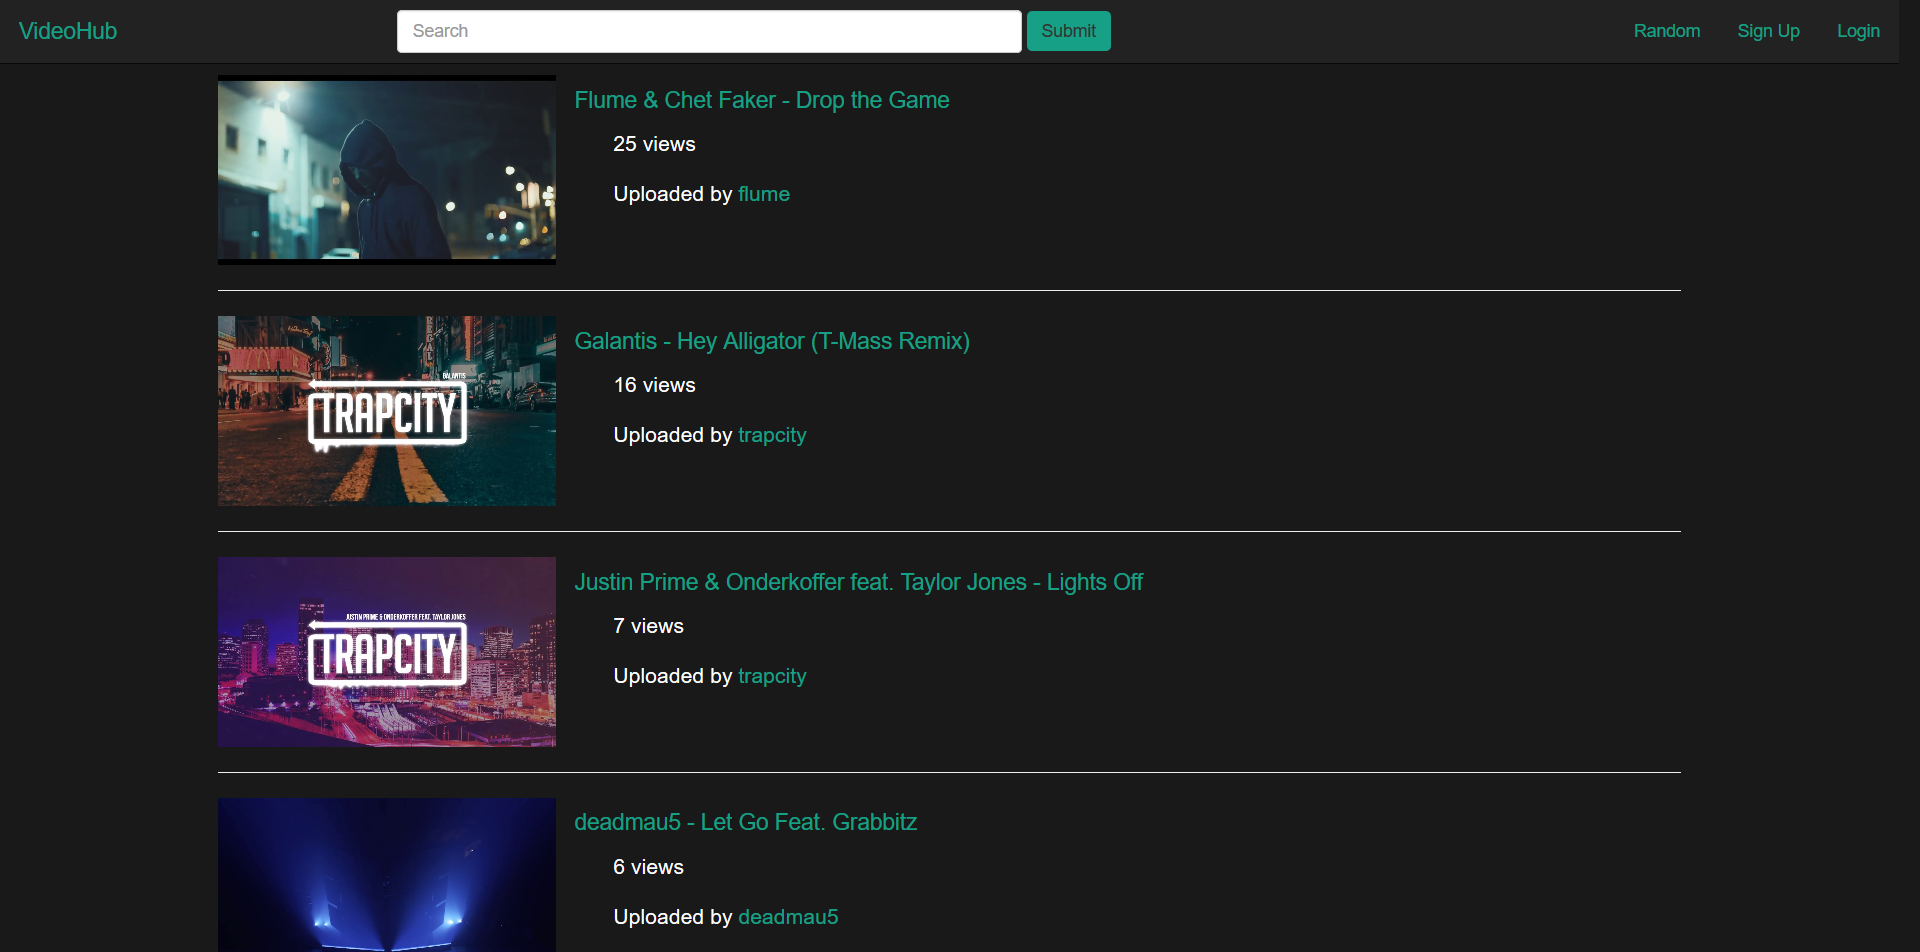 VideoHub
Search
Submit
Random
Sign Up
Login
Flume & Chet Faker - Drop the Game
25 views
Uploaded by flume
GALANTIS
TRAPCITY
Galantis - Hey Alligator (T-Mass Remix)
16 views
Uploaded by trapcity
JUSTIN PRIME & ONDERKOFFER FEAT. TAYLOR JONES
TRAPCITY
Justin Prime & Onderkoffer feat. Taylor Jones - Lights Off
7 views
Uploaded by trapcity
deadmau5 - Let Go Feat. Grabbitz
6 views
Uploaded by deadmau5